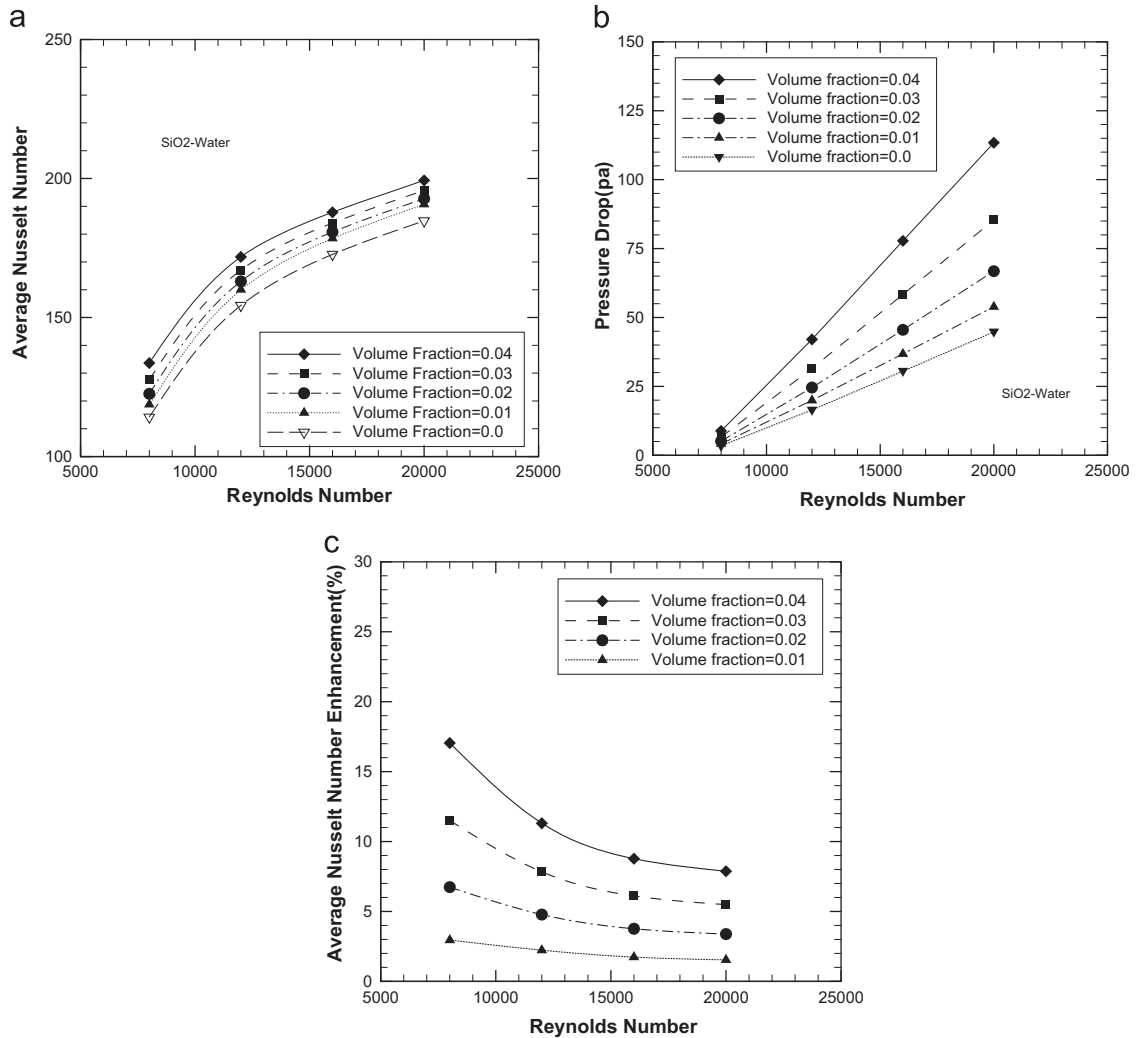 a
250
200
150
100
5000 10000 15000 20000 25000
Average Nusselt Number
Reynolds Number
SiO2-Water
Volume Fraction=0.04
Volume Fraction=0.03
Volume Fraction=0.02
Volume Fraction=0.01
Volume Fraction=0.0
b
150
125
100
75
50
25
0
5000 10000 15000 20000 25000
Pressure Drop(pa)
Reynolds Number
Volume fraction=0.04
Volume fraction=0.03
Volume fraction=0.02
Volume fraction=0.01
Volume fraction=0.0
SiO2-Water
c
30
25
20
15
10
5
0
5000 10000 15000 20000 25000
Average Nusselt Number Enhancement(%)
Reynolds Number
Volume fraction=0.04
Volume fraction=0.03
Volume fraction=0.02
Volume fraction=0.01